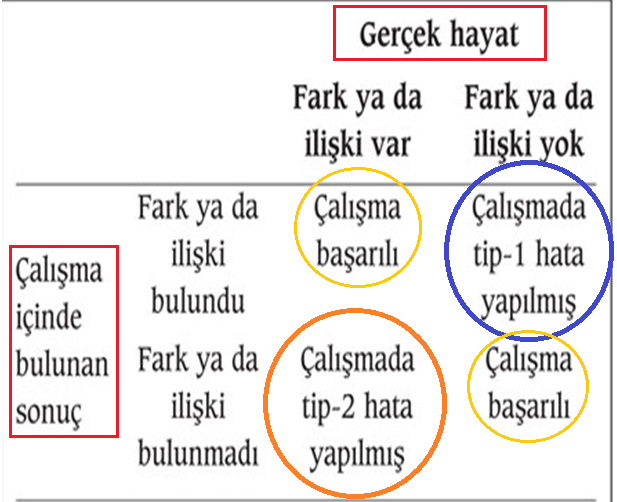 Gerçek hayat
Fark ya da
ilişki var
Fark ya da
ilişki yok
Çalışma
içinde
bulunan
sonuç
Fark ya da
ilişki
bulundu
Çalışma
başarılı
Çalışmada
tip-1 hata
yapılmış
Fark ya da
ilişki
bulunmadı
Çalışmada
tip-2 hata
yapılmış
Çalışma
başarılı